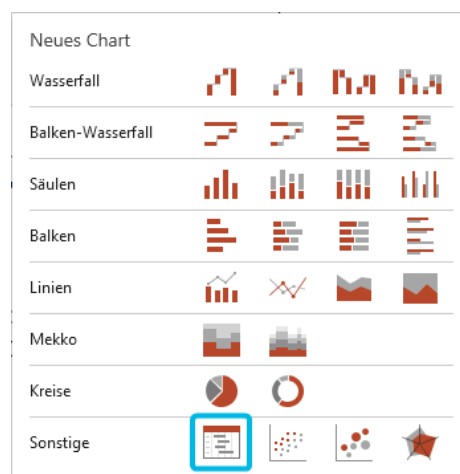 Neues Chart
Wasserfall
Balken-Wasserfall
Säulen
Balken
Linien
Mekko
Kreise
Sonstige